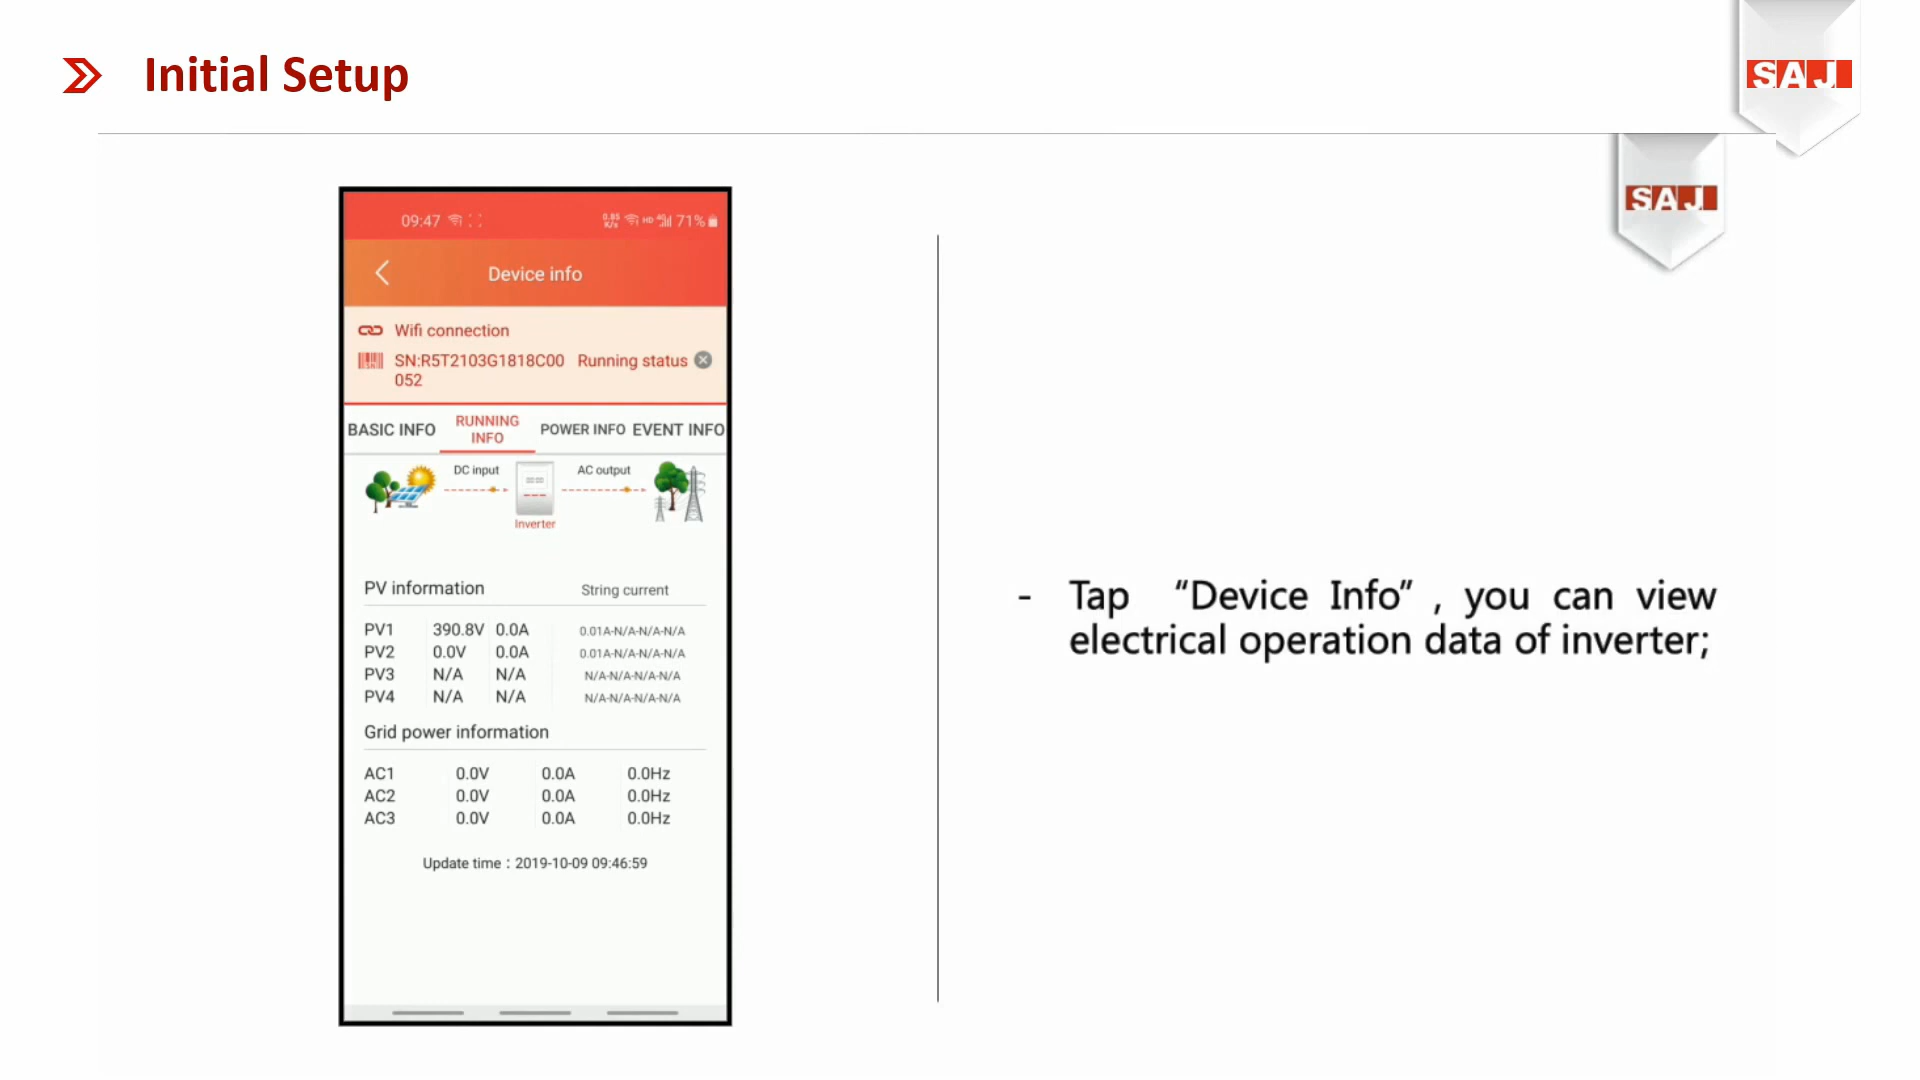 Initial Setup
SAJ
SAJ
09:47
0.85 K/s HD 4G 71%
Device info
Wifi connection
SN:R5T2103G1818C00 Running status
052
BASIC INFO RUNNING INFO POWER INFO EVENT INFO
DC input AC output
Inverter
PV information String current
PV1 390.8V 0.0A 0.01A-N/A-N/A-N/A
PV2 0.0V 0.0A 0.01A-N/A-N/A-N/A
PV3 N/A N/A N/A-N/A-N/A-N/A
PV4 N/A N/A N/A-N/A-N/A-N/A
Grid power information
AC1 0.0V 0.0A 0.0Hz
AC2 0.0V 0.0A 0.0Hz
AC3 0.0V 0.0A 0.0Hz
Update time : 2019-10-09 09:46:59
- Tap “Device Info” , you can view
electrical operation data of inverter;